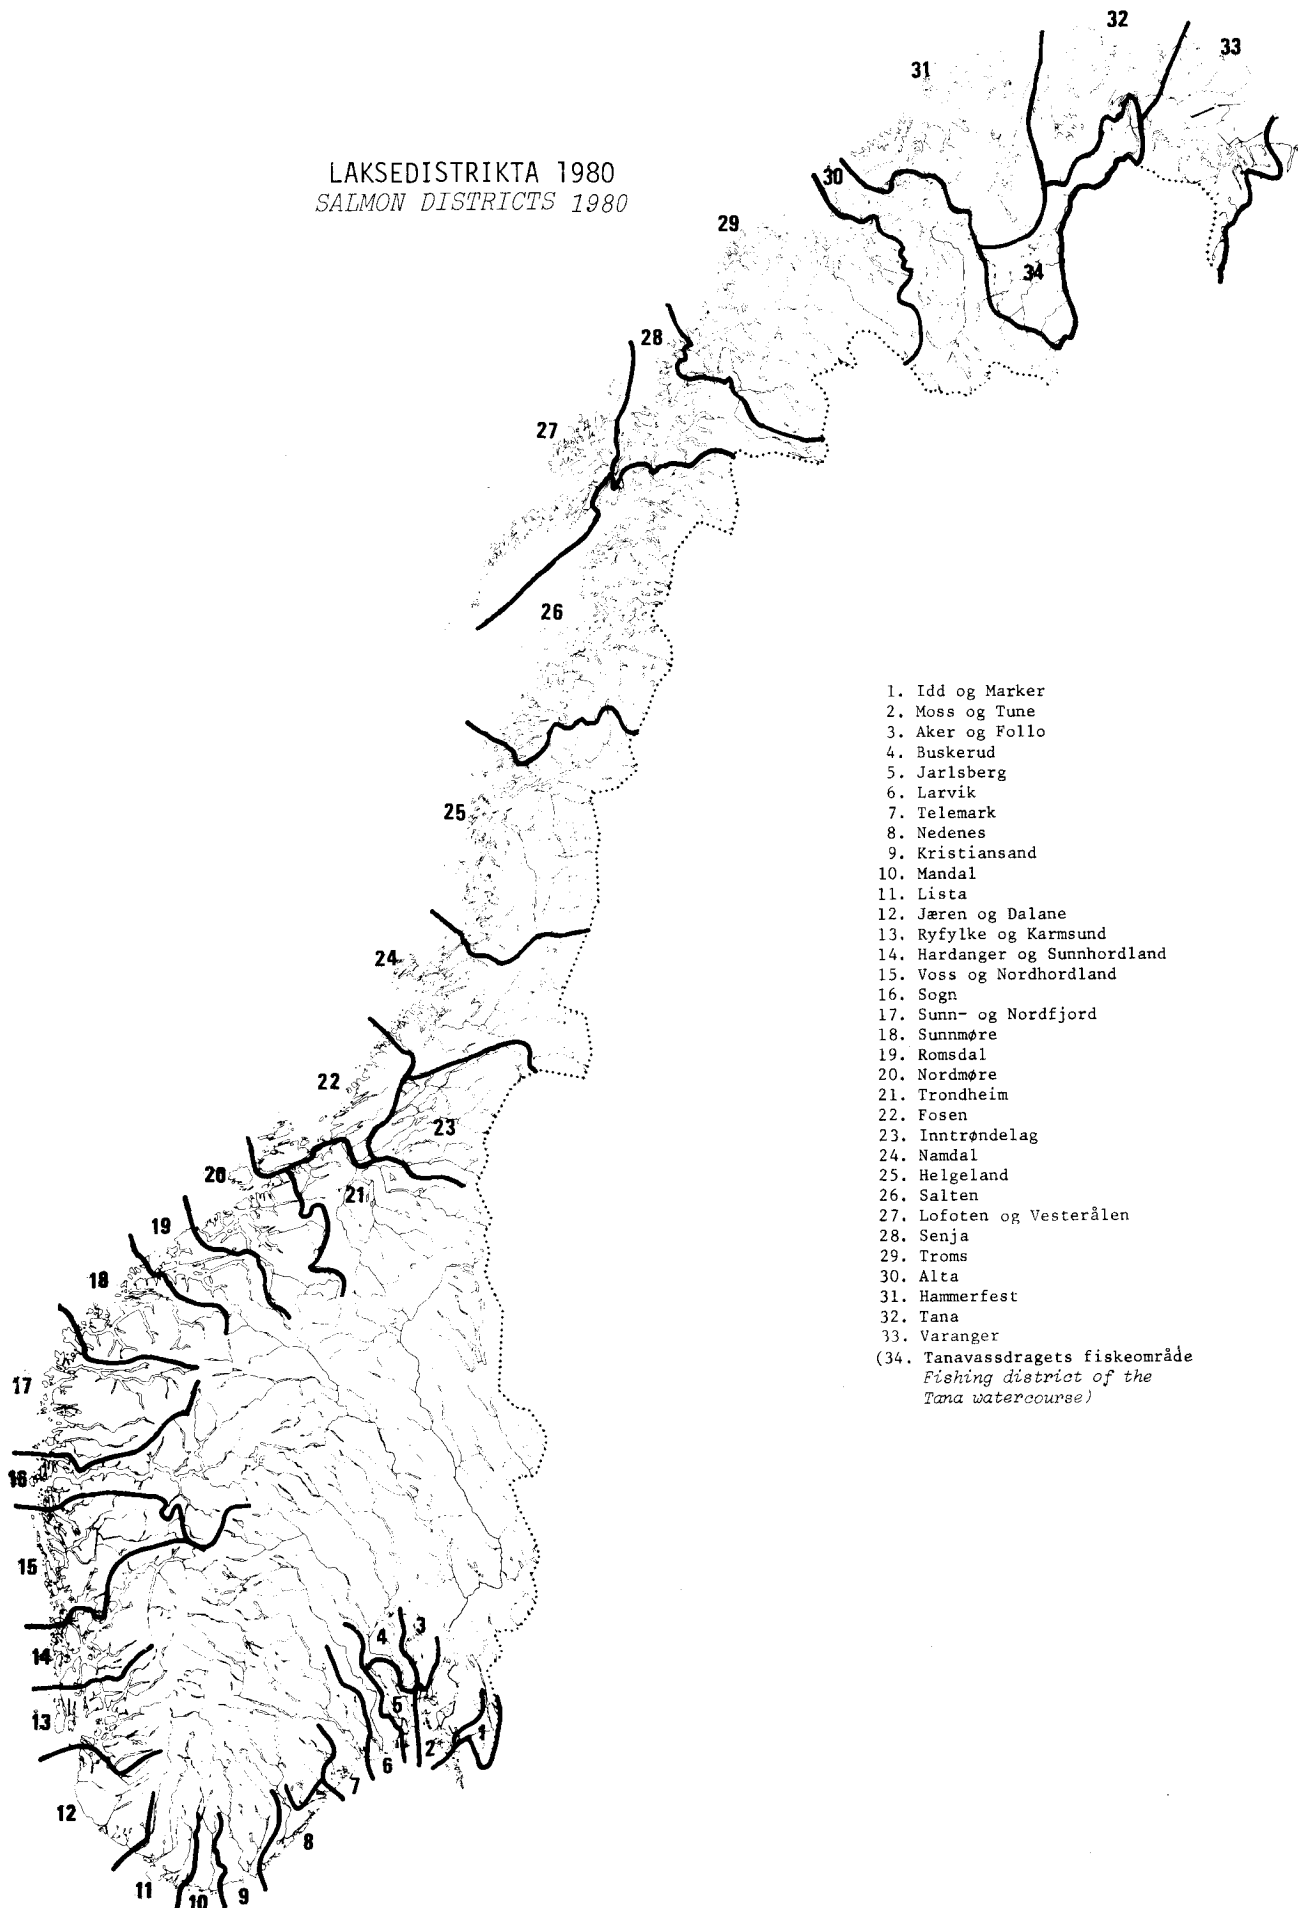 LAKSEDISTRIKTA 1980
SALMON DISTRICTS 1980
32
33
31
30
29
34
28
27
26
25
24
22
23
20
21
19
18
17
16
15
14
13
12
11
10
9
8
7
6
5
4
3
2
1
1. Idd og Marker
2. Moss og Tune
3. Aker og Follo
4. Buskerud
5. Jarlsberg
6. Larvik
7. Telemark
8. Nedenes
9. Kristiansand
10. Mandal
11. Lista
12. Jæren og Dalane
13. Ryfylke og Karmsund
14. Hardanger og Sunnhordland
15. Voss og Nordhordland
16. Sogn
17. Sunn- og Nordfjord
18. Sunnmøre
19. Romsdal
20. Nordmøre
21. Trondheim
22. Fosen
23. Inntrøndelag
24. Namdal
25. Helgeland
26. Salten
27. Lofoten og Vesterålen
28. Senja
29. Troms
30. Alta
31. Hammerfest
32. Tana
33. Varanger
(34. Tanavassdragets fiskeområde
Fishing district of the
Tana watercourse)